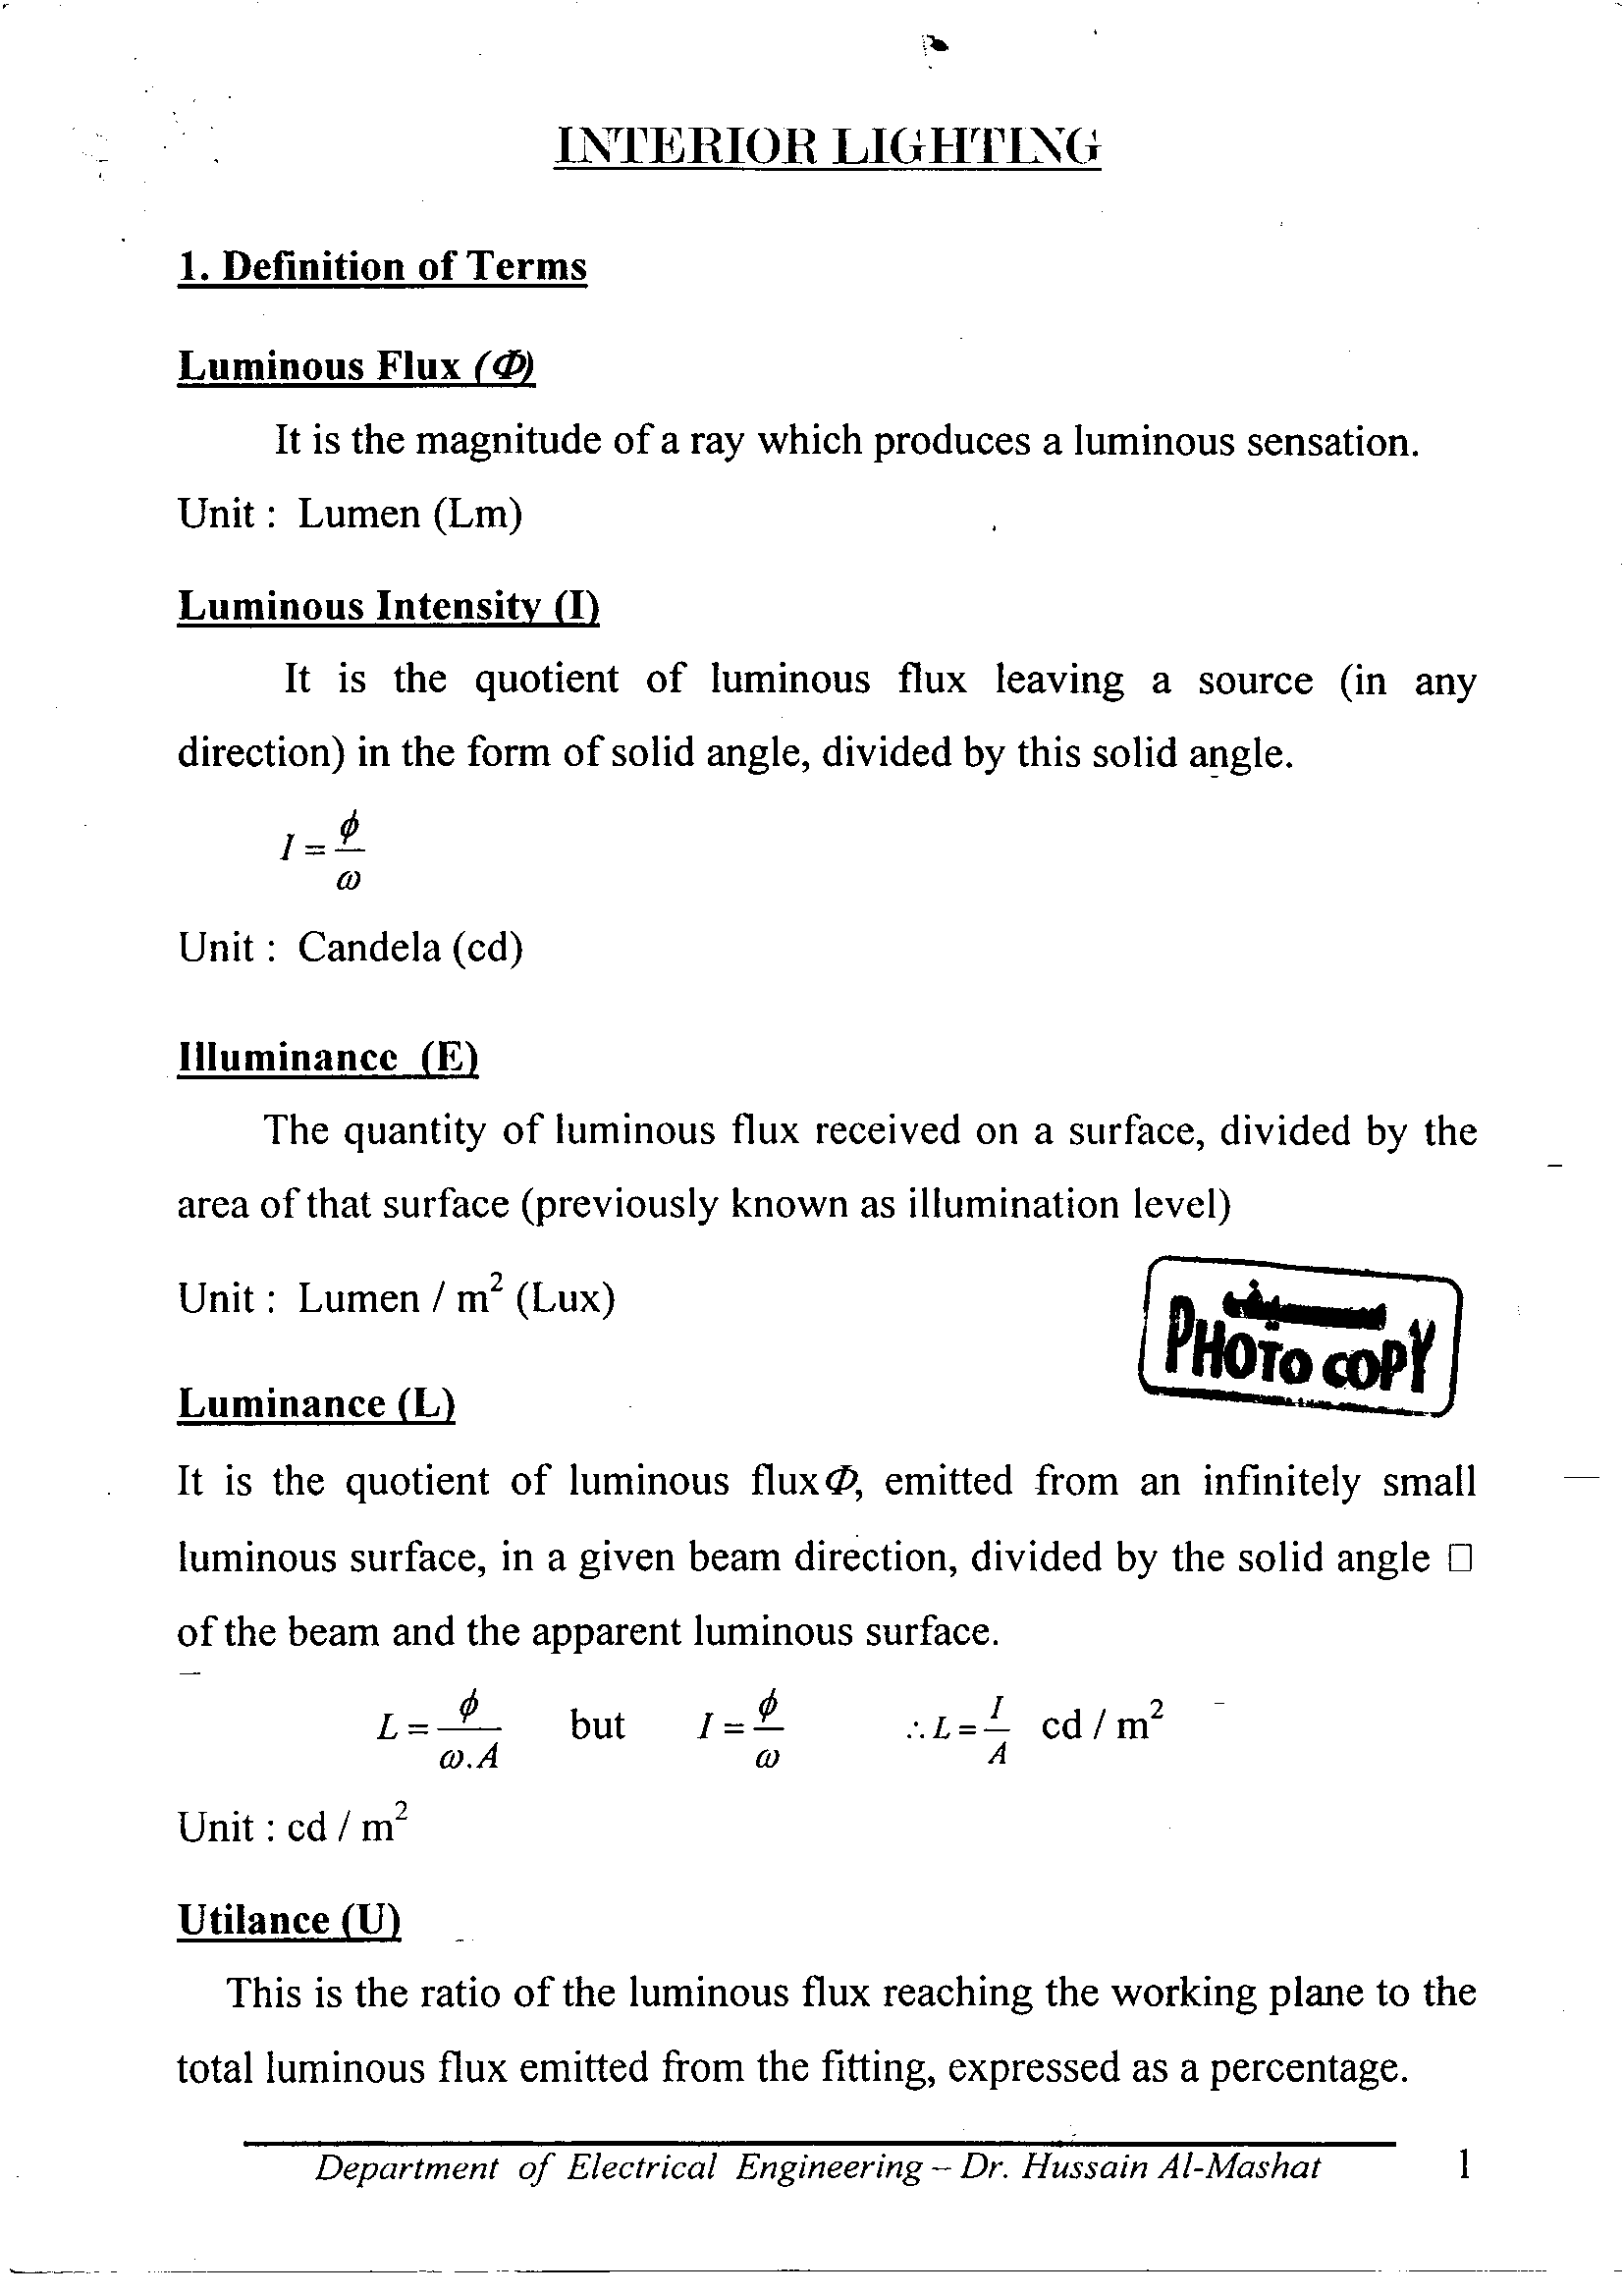 INTERIOR LIGHTING
1. Definition of Terms
Luminous Flux (Φ)
It is the magnitude of a ray which produces a luminous sensation.
Unit : Lumen (Lm)
Luminous Intensity (I)
It is the quotient of luminous flux leaving a source (in any
direction) in the form of solid angle, divided by this solid angle.
I = ϕ / ω
Unit : Candela (cd)
Illuminance (E)
The quantity of luminous flux received on a surface, divided by the
area of that surface (previously known as illumination level)
Unit : Lumen / m² (Lux)
PHOTO COPY
Luminance (L)
It is the quotient of luminous flux Φ, emitted from an infinitely small
luminous surface, in a given beam direction, divided by the solid angle □
of the beam and the apparent luminous surface.
L = ϕ / ω.A but I = ϕ / ω ∴ L = I / A cd / m²
Unit : cd / m²
Utilance (U)
This is the ratio of the luminous flux reaching the working plane to the
total luminous flux emitted from the fitting, expressed as a percentage.
Department of Electrical Engineering – Dr. Hussain Al-Mashat 1